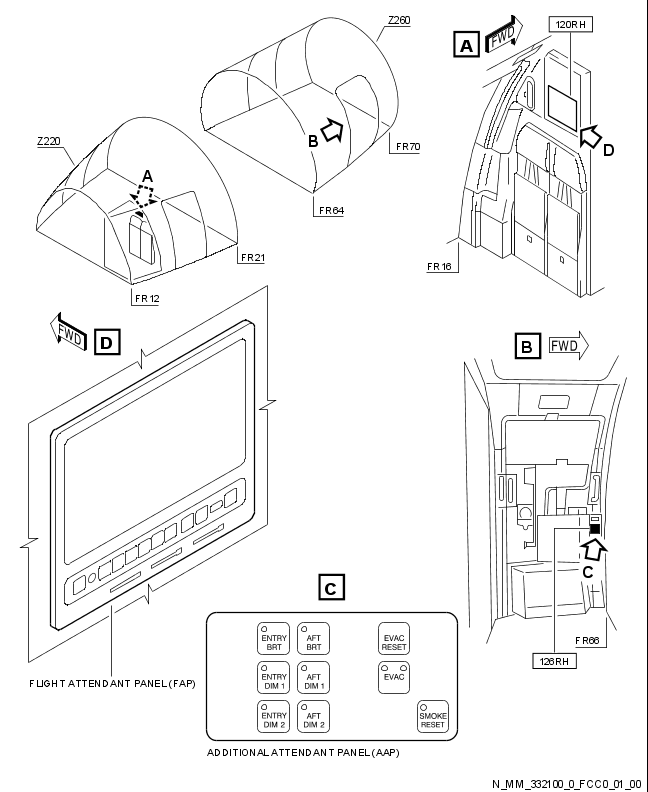 Z260
120RH
A
FWD
Z220
A
B
D
FR70
FR64
FR21
FR16
FR12
FWD
D
B
FWD
C
C
FR66
126RH
FLIGHT ATTENDANT PANEL (FAP)
ENTRY
BRT
AFT
BRT
EVAC
RESET
ENTRY
DIM 1
AFT
DIM 1
EVAC
ENTRY
DIM 2
AFT
DIM 2
SMOKE
RESET
ADDITIONAL ATTENDANT PANEL (AAP)
N_MM_332100_0_FCC0_01_00